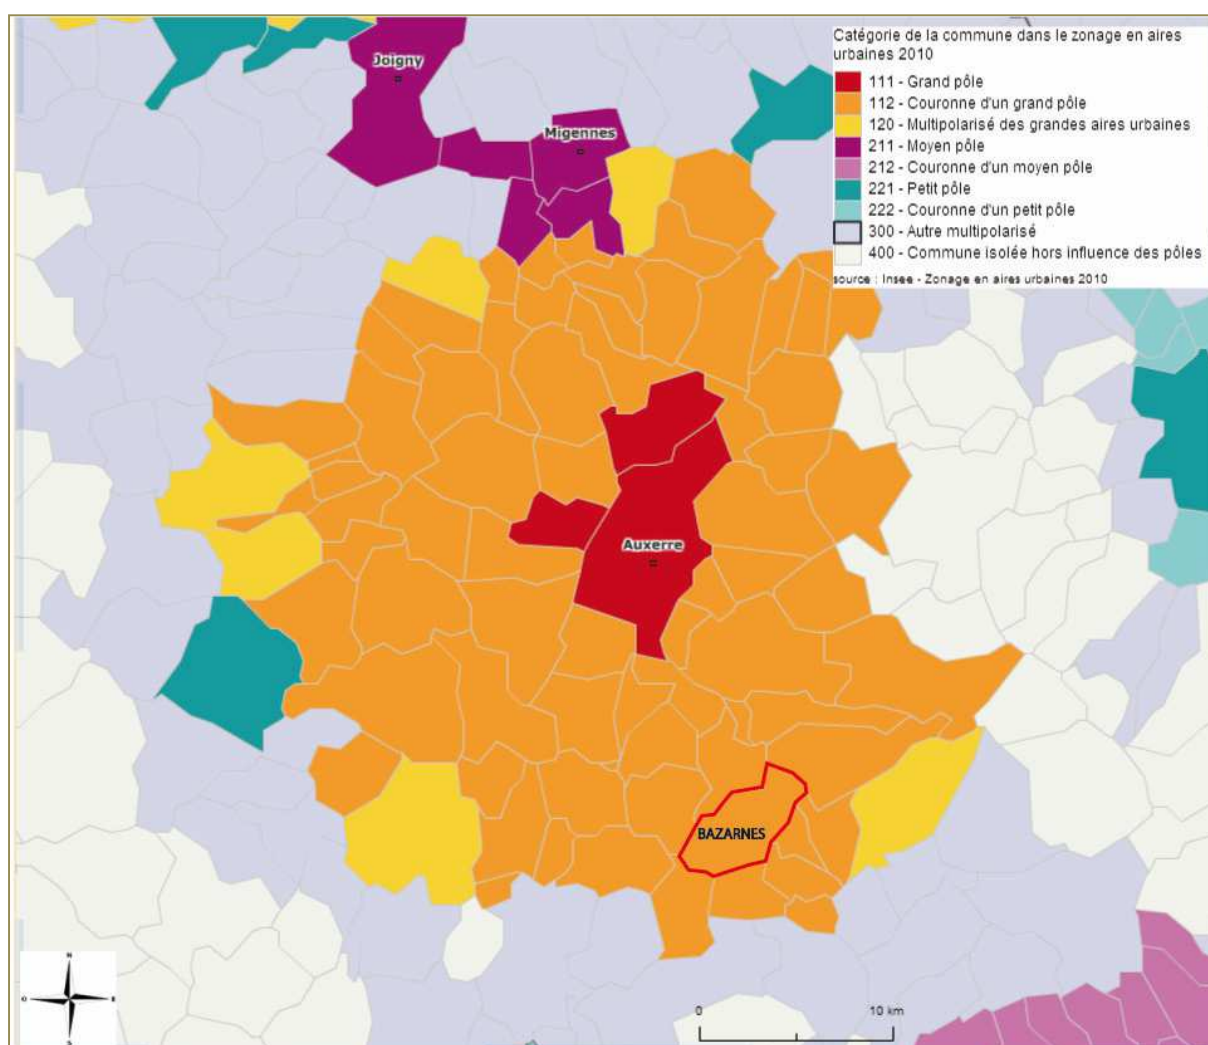 Catégorie de la commune dans le zonage en aires
urbaines 2010
111 - Grand pôle
112 - Couronne d'un grand pôle
120 - Multipolarisé des grandes aires urbaines
211 - Moyen pôle
212 - Couronne d'un moyen pôle
221 - Petit pôle
222 - Couronne d'un petit pôle
300 - Autre multipolarisé
400 - Commune isolée hors influence des pôles
source : Insee - Zonage en aires urbaines 2010
Joigny
Migennes
Auxerre
BAZARNES
N
O
E
S
0
10 km